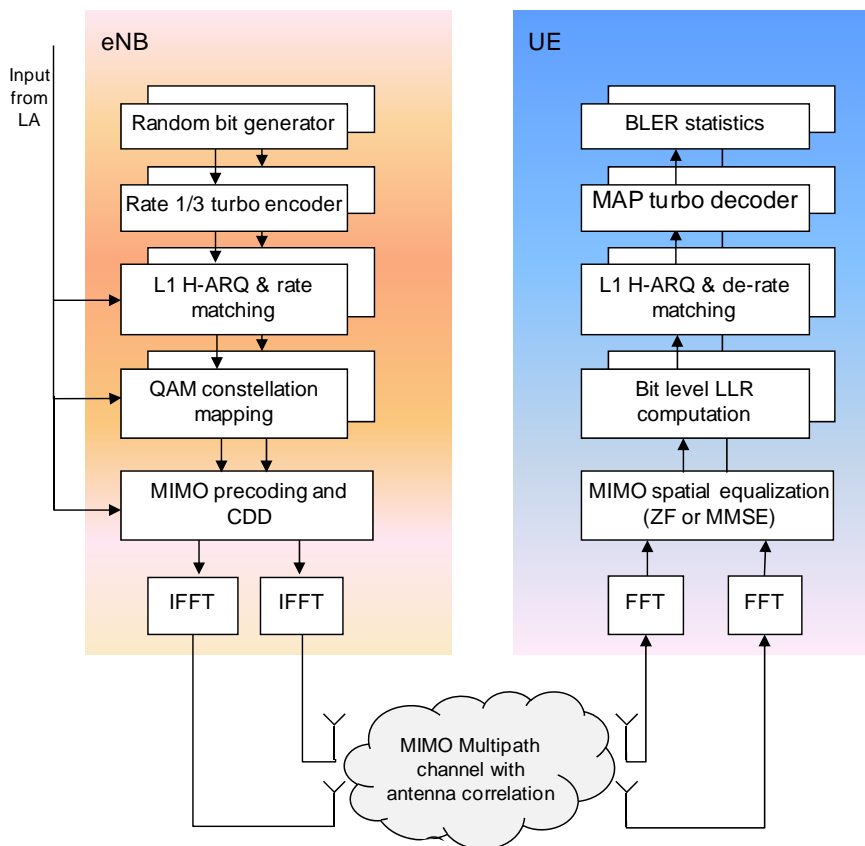 eNB
Input
from
LA
Random bit generator
Rate 1/3 turbo encoder
L1 H-ARQ & rate
matching
QAM constellation
mapping
MIMO precoding and
CDD
IFFT
IFFT
UE
BLER statistics
MAP turbo decoder
L1 H-ARQ & de-rate
matching
Bit level LLR
computation
MIMO spatial equalization
(ZF or MMSE)
FFT
FFT
MIMO Multipath
channel with
antenna correlation